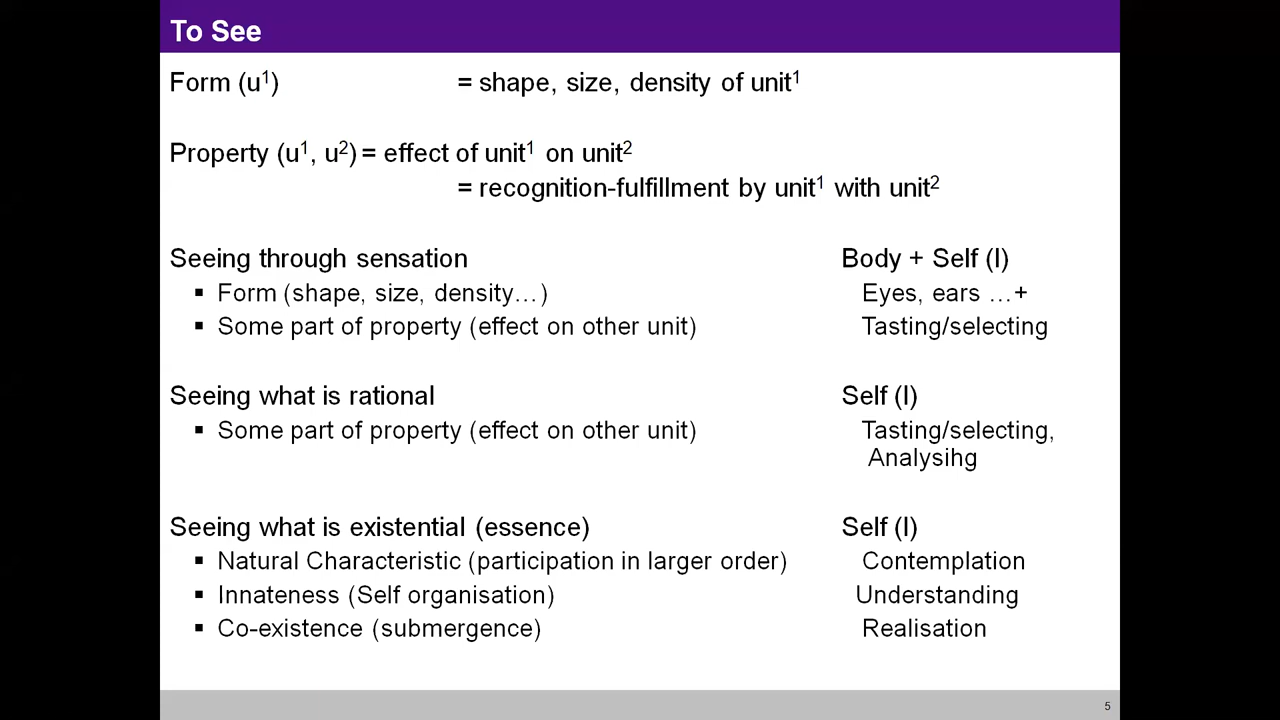 To See
Form (u¹) = shape, size, density of unit¹
Property (u¹, u²) = effect of unit¹ on unit²
= recognition-fulfillment by unit¹ with unit²
Seeing through sensation Body + Self (I)
▪ Form (shape, size, density…) Eyes, ears …+
▪ Some part of property (effect on other unit) Tasting/selecting
Seeing what is rational Self (I)
▪ Some part of property (effect on other unit) Tasting/selecting,
Analysihg
Seeing what is existential (essence) Self (I)
▪ Natural Characteristic (participation in larger order) Contemplation
▪ Innateness (Self organisation) Understanding
▪ Co-existence (submergence) Realisation
5